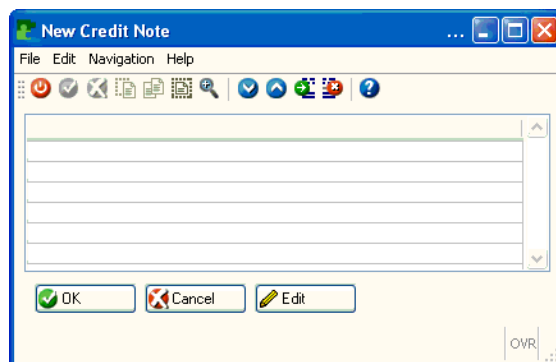 New Credit Note ...
File Edit Navigation Help
OK Cancel Edit
OVR